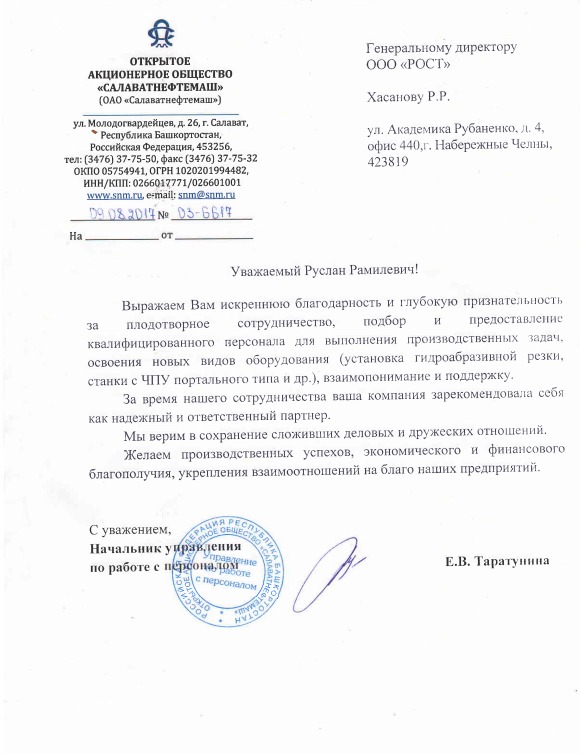 ОТКРЫТОЕ
АКЦИОНЕРНОЕ ОБЩЕСТВО
«САЛАВАТНЕФТЕМАШ»
(ОАО «Салаватнефтемаш»)
ул. Молодогвардейцев, д. 26, г. Салават,
Республика Башкортостан,
Российская Федерация, 453256,
тел: (3476) 37-75-50, факс (3476) 37-75-32
ОКПО 05754941, ОГРН 1020201994482,
ИНН/КПП: 0266017771/026601001
www.snm.ru, e-mail: snm@snm.ru
09.08.2017 № 03-6617
На от
Генеральному директору
ООО «РОСТ»
Хасанову Р.Р.
ул. Академика Рубаненко, д. 4,
офис 440,г. Набережные Челны,
423819
Уважаемый Руслан Рамилевич!
Выражаем Вам искреннюю благодарность и глубокую признательность
за плодотворное сотрудничество, подбор и предоставление
квалифицированного персонала для выполнения производственных задач,
освоения новых видов оборудования (установка гидроабразивной резки,
станки с ЧПУ портального типа и др.), взаимопонимание и поддержку.
За время нашего сотрудничества ваша компания зарекомендовала себя
как надежный и ответственный партнер.
Мы верим в сохранение сложивших деловых и дружеских отношений.
Желаем производственных успехов, экономического и финансового
благополучия, укрепления взаимоотношений на благо наших предприятий.
С уважением,
Начальник управления
по работе с персоналом
Е.В. Таратунина
РОССИЙСКАЯ ФЕДЕРАЦИЯ РЕСПУБЛИКА БАШКОРТОСТАН
ОТКРЫТОЕ АКЦИОНЕРНОЕ ОБЩЕСТВО «САЛАВАТНЕФТЕМАШ»
Управление
по работе
с персоналом